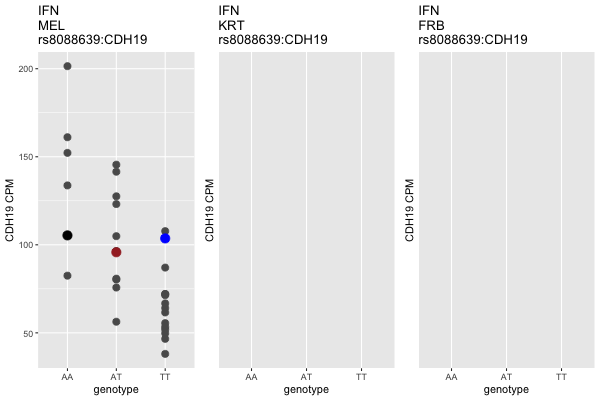 IFN
MEL
rs8088639:CDH19
IFN
KRT
rs8088639:CDH19
IFN
FRB
rs8088639:CDH19
200
150
100
50
CDH19 CPM
AA AT TT
genotype
CDH19 CPM
AA AT TT
genotype
CDH19 CPM
AA AT TT
genotype